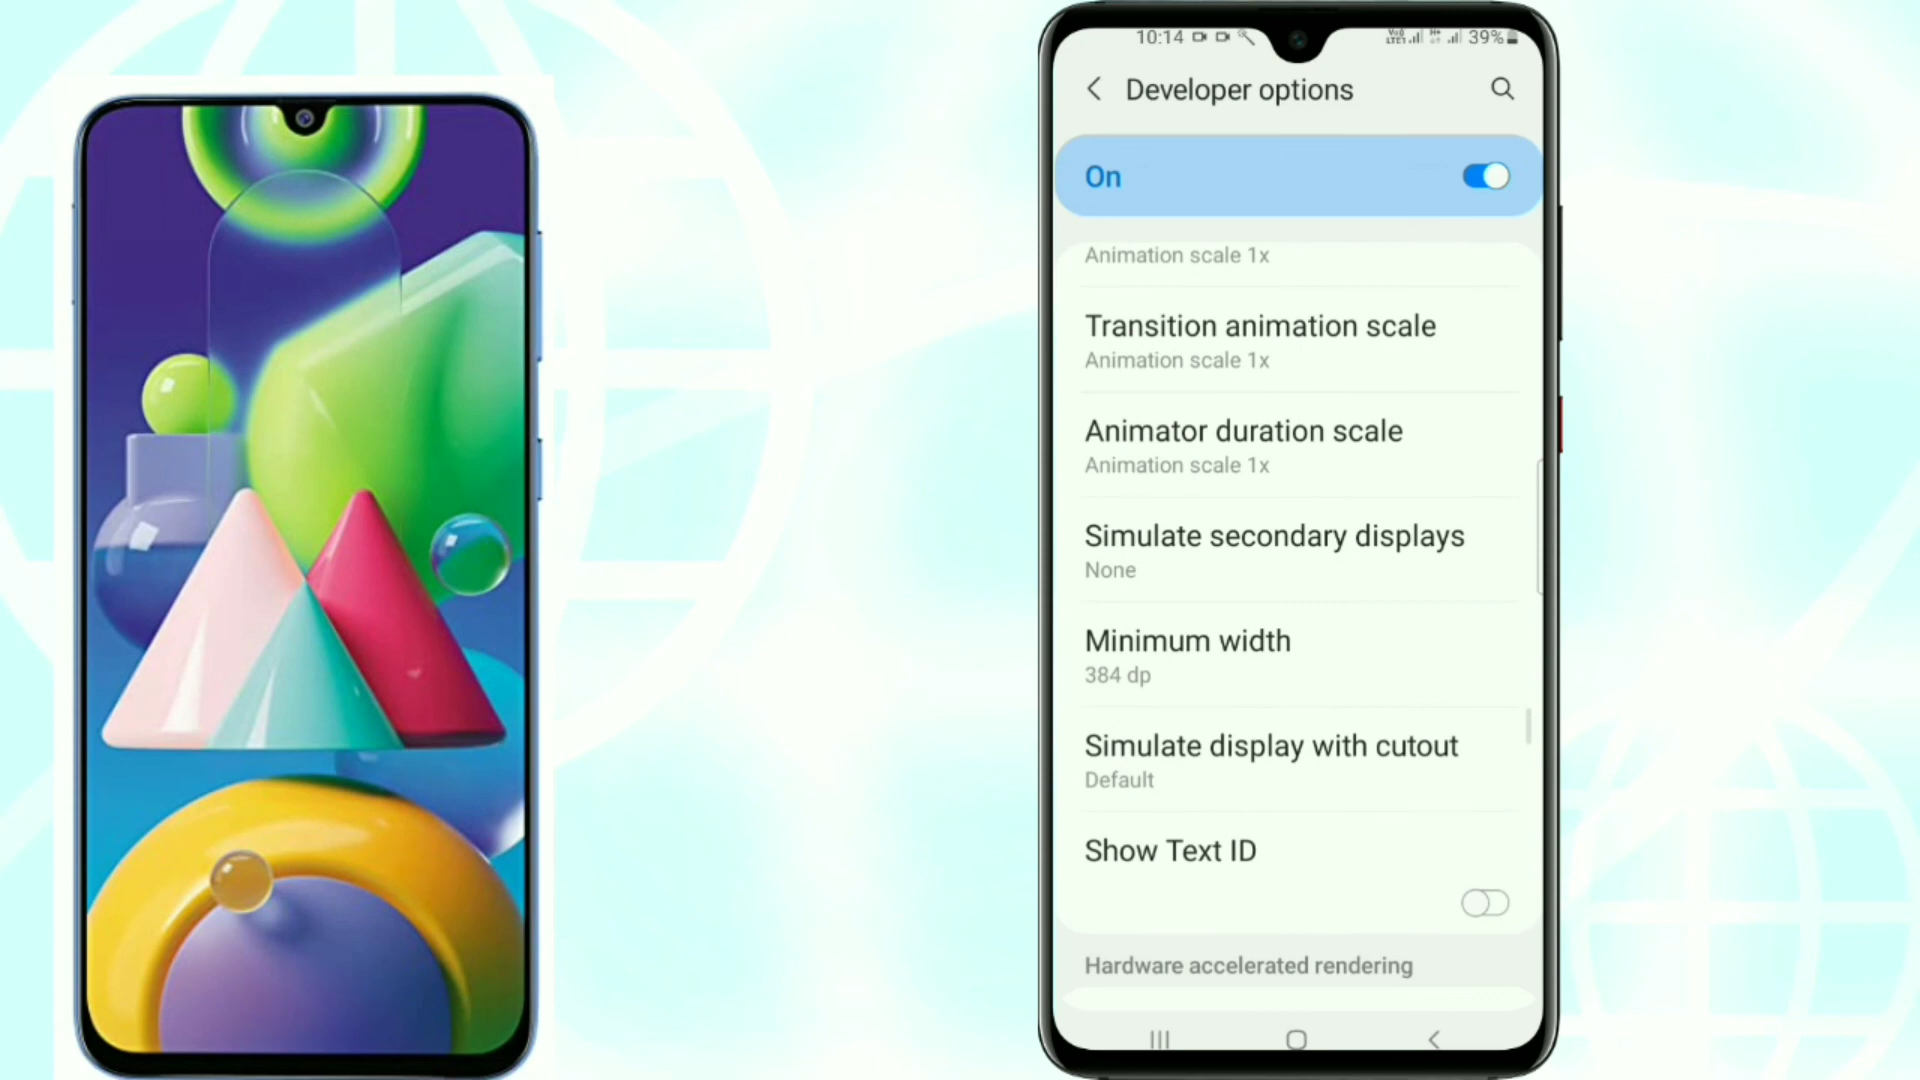 10:14 39%
Developer options
On
Animation scale 1x
Transition animation scale
Animation scale 1x
Animator duration scale
Animation scale 1x
Simulate secondary displays
None
Minimum width
384 dp
Simulate display with cutout
Default
Show Text ID
Hardware accelerated rendering